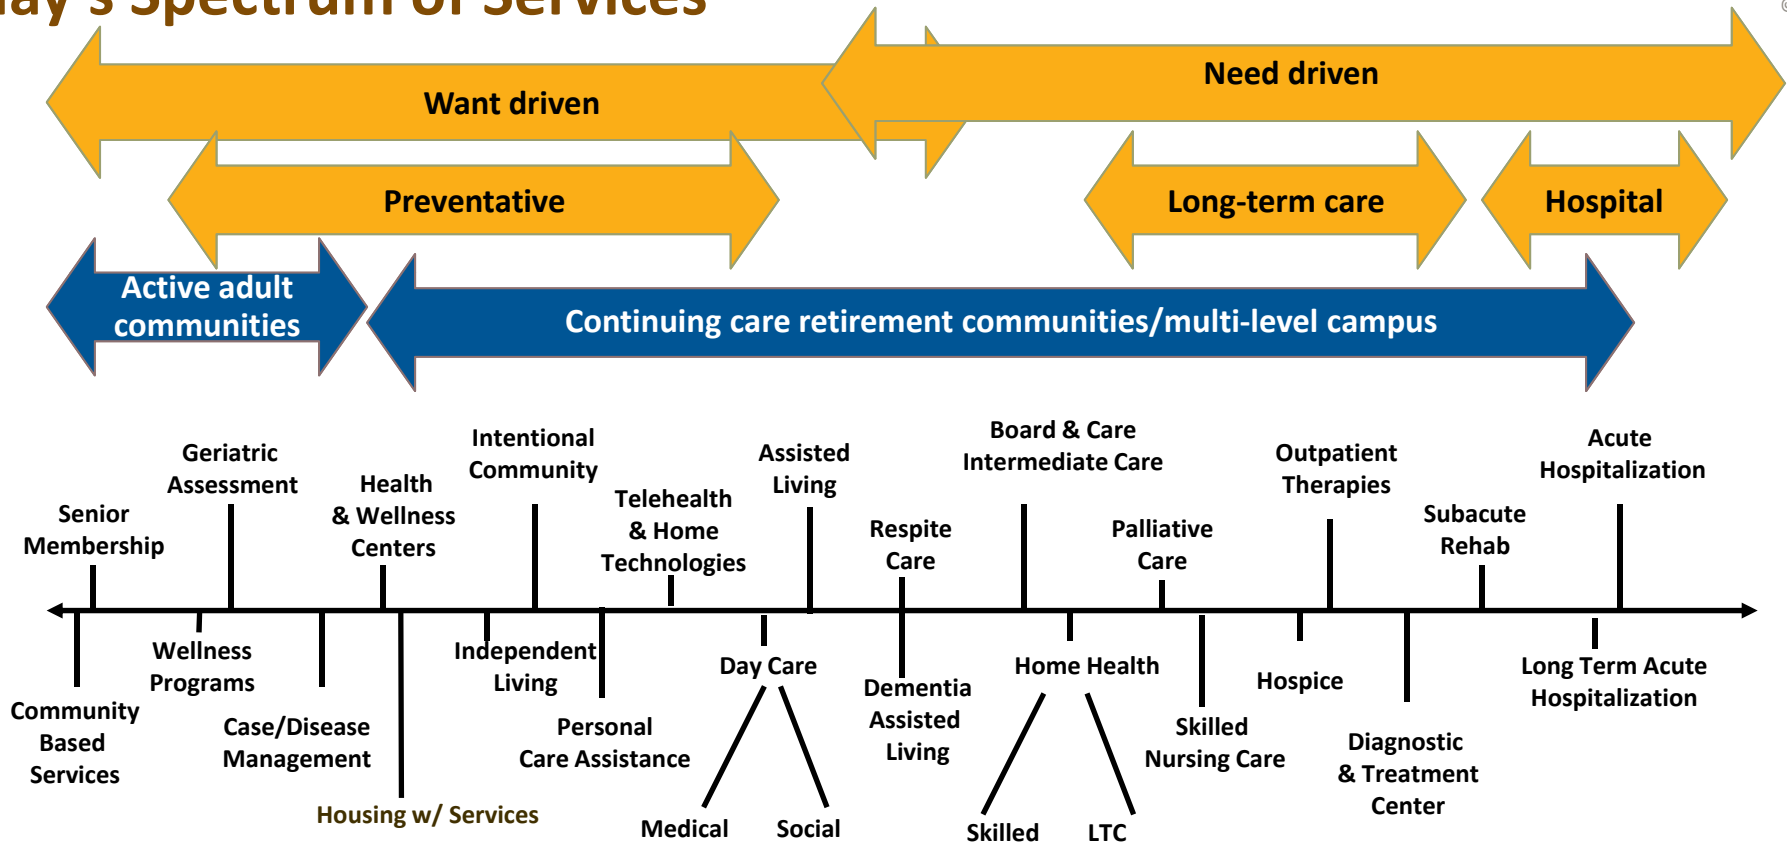 Spectrum of Services
Need driven
Want driven
Preventative
Long-term care
Hospital
Active adult
communities
Continuing care retirement communities/multi-level campus
Senior
Membership
Geriatric
Assessment
Health
& Wellness
Centers
Intentional
Community
Telehealth
& Home
Technologies
Assisted
Living
Respite
Care
Board & Care
Intermediate Care
Palliative
Care
Outpatient
Therapies
Subacute
Rehab
Acute
Hospitalization
Community
Based
Services
Wellness
Programs
Case/Disease
Management
Housing w/ Services
Independent
Living
Personal
Care Assistance
Day Care
Medical
Social
Dementia
Assisted
Living
Home Health
Skilled
LTC
Skilled
Nursing Care
Hospice
Diagnostic
& Treatment
Center
Long Term Acute
Hospitalization